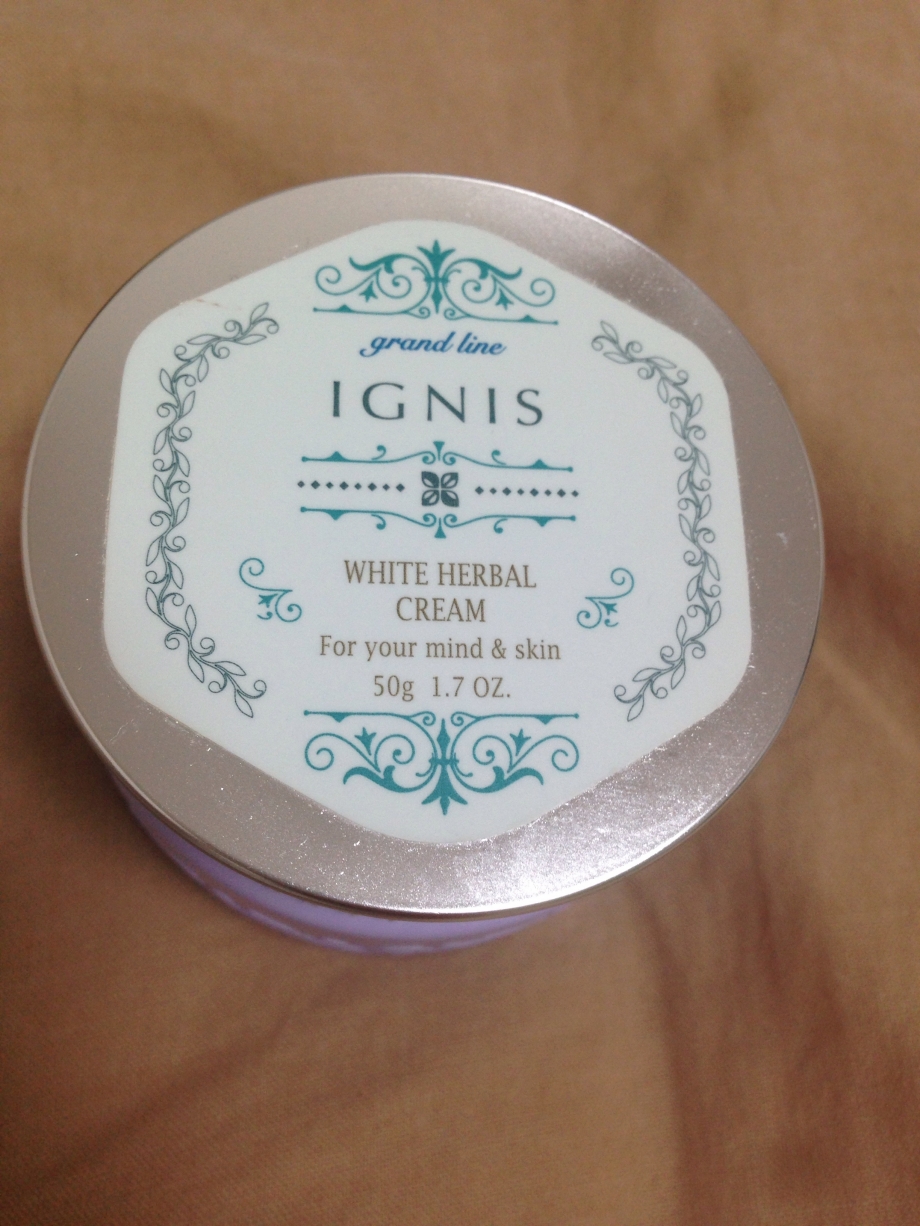 grand line
IGNIS
WHITE HERBAL
CREAM
For your mind & skin
50g 1.7 OZ.